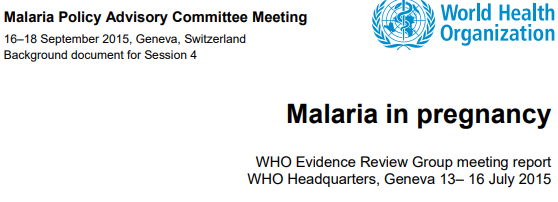 Malaria Policy Advisory Committee Meeting
16–18 September 2015, Geneva, Switzerland
Background document for Session 4
World Health
Organization
Malaria in pregnancy
WHO Evidence Review Group meeting report
WHO Headquarters, Geneva 13– 16 July 2015